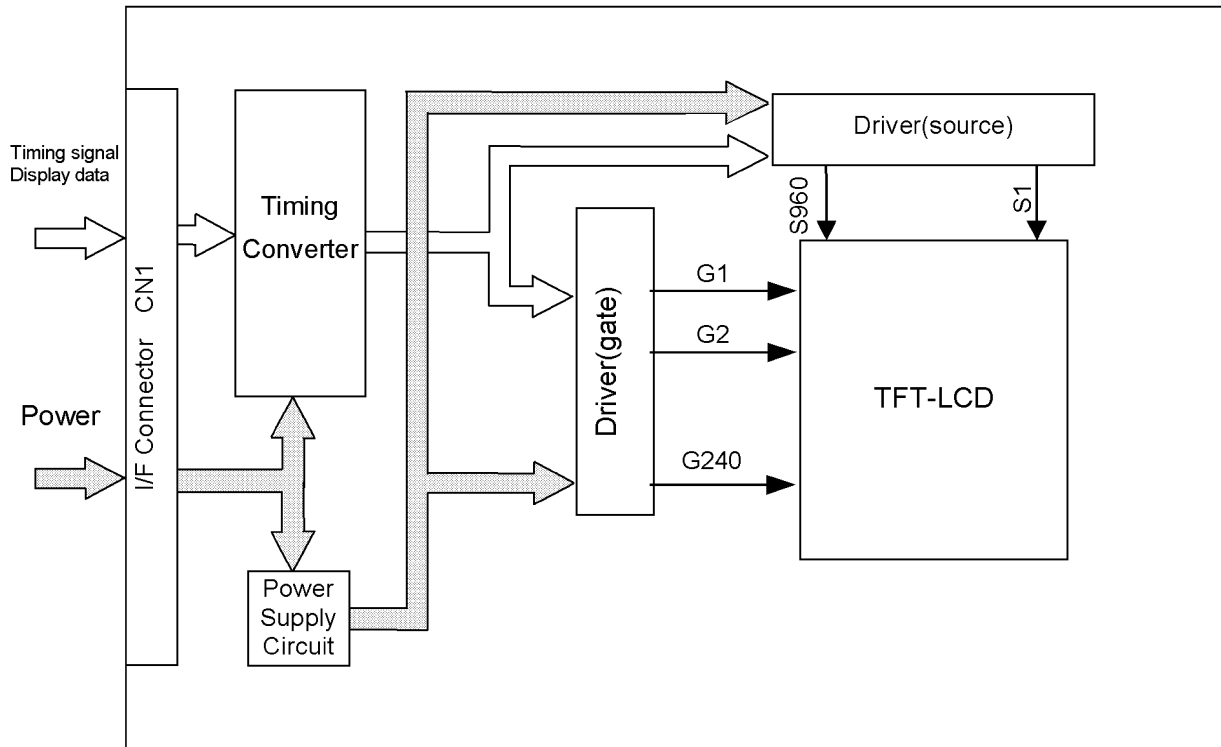 Timing signal
Display data
Power
I/F Connector CN1
Timing
Converter
Power
Supply
Circuit
Driver(source)
S960
S1
Driver(gate)
G1
G2
G240
TFT-LCD